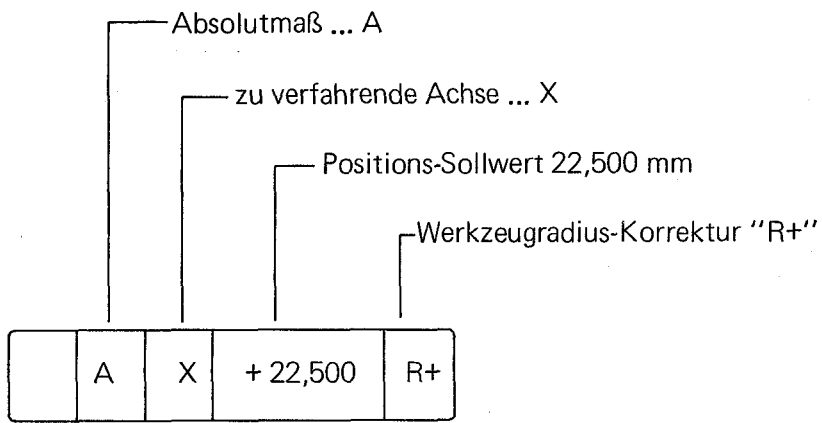 Absolutmaß ... A
zu verfahrende Achse ... X
Positions-Sollwert 22,500 mm
Werkzeugradius-Korrektur "R+"
A X + 22,500 R+